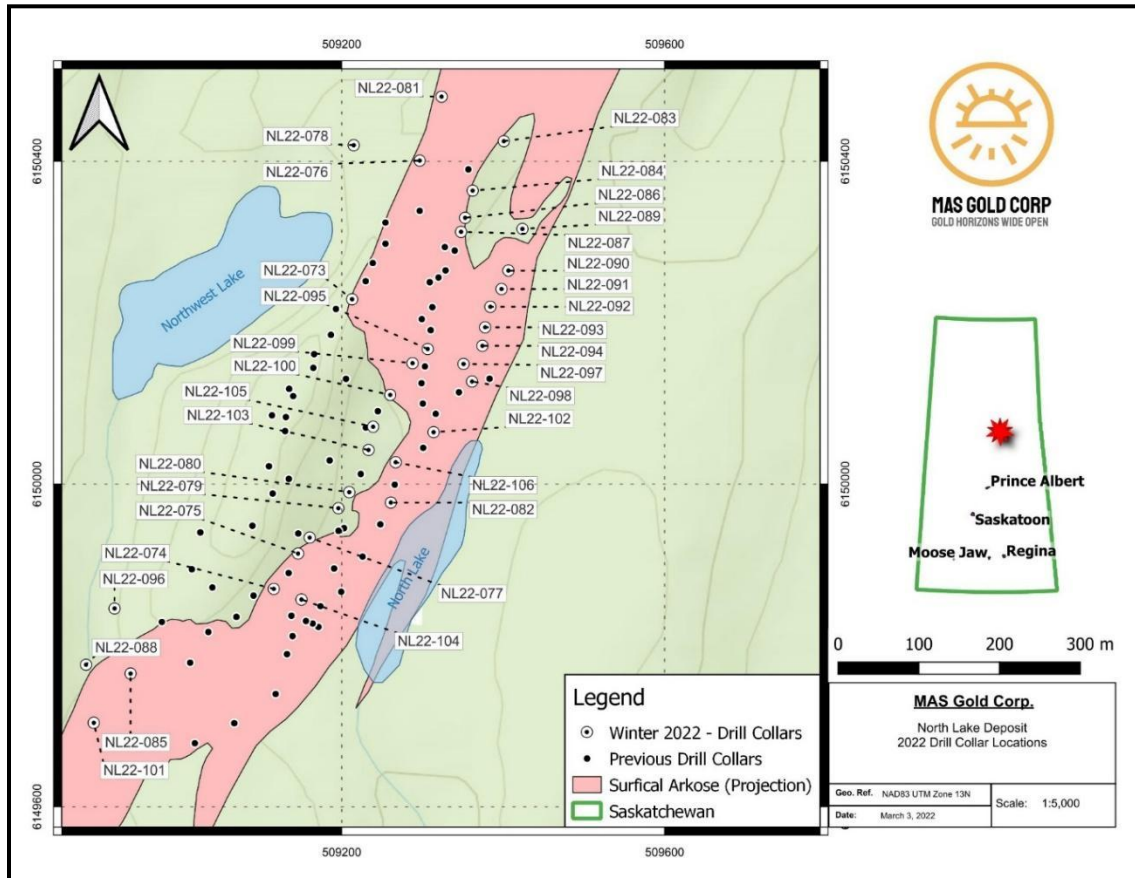 509200
509600
6150400
6150000
6149600
509200
509600
NL22-081
NL22-083
NL22-078
NL22-076
NL22-084
NL22-086
NL22-089
NL22-087
NL22-073
NL22-090
NL22-095
NL22-091
NL22-092
NL22-099
NL22-093
NL22-100
NL22-094
NL22-105
NL22-097
NL22-103
NL22-098
NL22-102
NL22-080
NL22-079
NL22-106
NL22-075
NL22-082
NL22-074
NL22-096
NL22-077
NL22-104
NL22-088
NL22-085
NL22-101
Northwest Lake
North Lake
Legend
Winter 2022 - Drill Collars
Previous Drill Collars
Surfical Arkose (Projection)
Saskatchewan
MAS GOLD CORP
GOLD HORIZONS WIDE OPEN
Prince Albert
Saskatoon
Moose Jaw
Regina
0 100 200 300 m
MAS Gold Corp.
North Lake Deposit
2022 Drill Collar Locations
Geo. Ref. NAD83 UTM Zone 13N
Date: March 3, 2022
Scale: 1:5,000